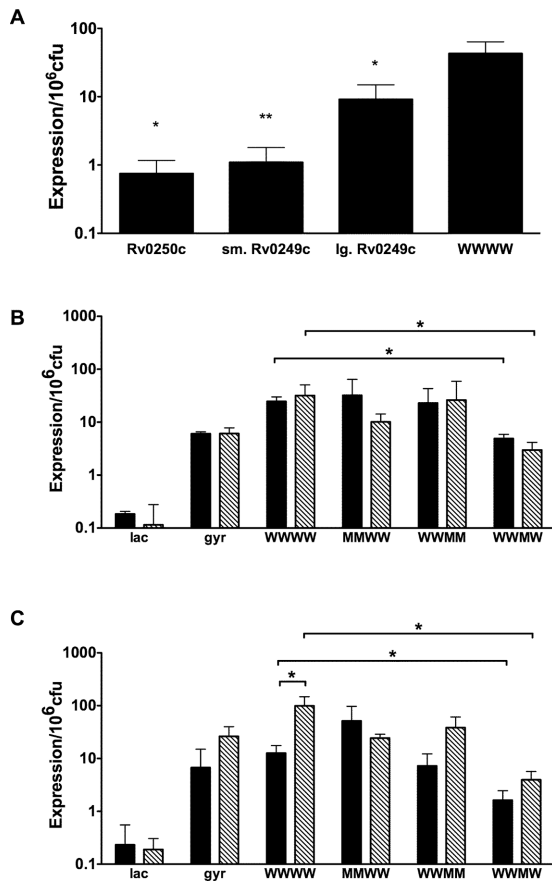 A
Expression/10⁶cfu
100
10
1
0.1
*
**
*
Rv0250c sm. Rv0249c lg. Rv0249c WWWW
B
Expression/10⁶cfu
1000
100
10
1
0.1
*
*
lac gyr WWWW MMWW WWMM WWMW
C
Expression/10⁶cfu
1000
100
10
1
0.1
*
*
*
lac gyr WWWW MMWW WWMM WWMW